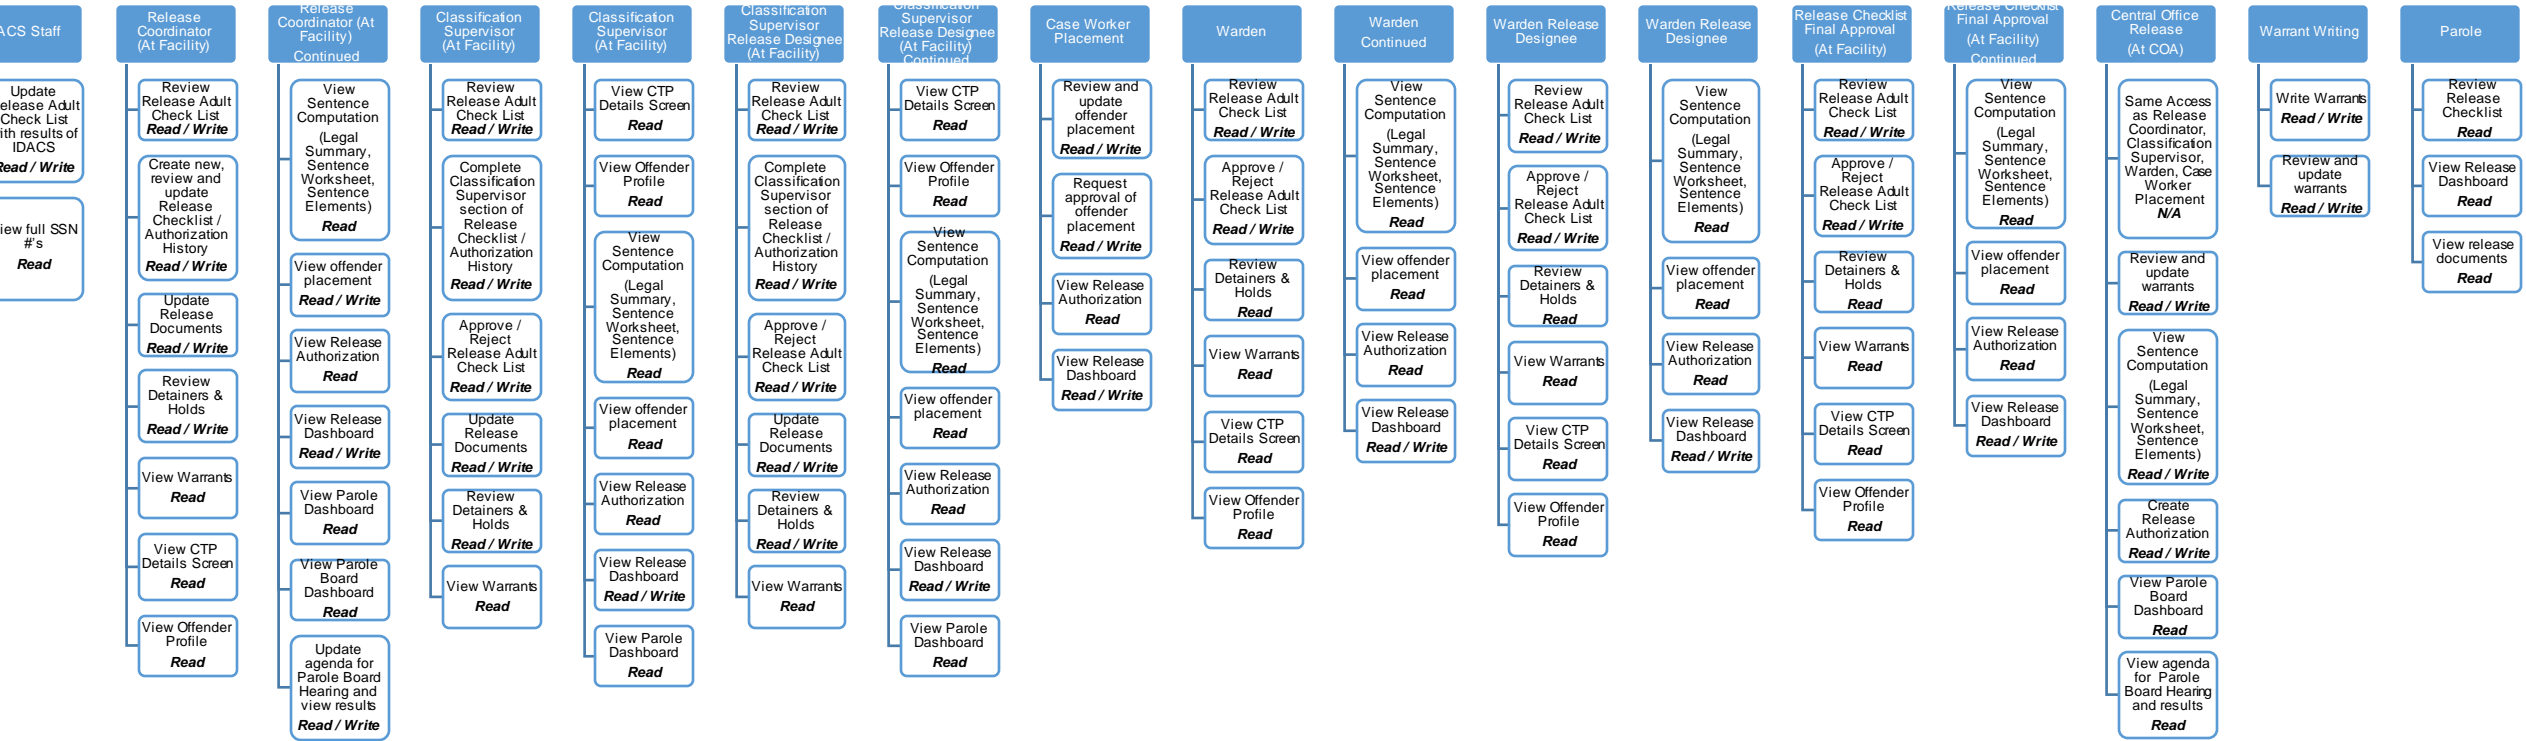 ACS Staff
Update
elease Adult
Check List
ith results of
IDACS
Read / Write
iew full SSN
#'s
Read
Release
Coordinator
(At Facility)
Review
Release Adult
Check List
Read / Write
Create new,
review and
update
Release
Checklist /
Authorization
History
Read / Write
Update
Release
Documents
Read / Write
Review
Detainers &
Holds
Read / Write
View Warrants
Read
View CTP
Details Screen
Read
View Offender
Profile
Read
Release
Coordinator (At
Facility)
Continued
View
Sentence
Computation
(Legal
Summary,
Sentence
Worksheet,
Sentence
Elements)
Read
View offender
placement
Read / Write
View Release
Authorization
Read
View Release
Dashboard
Read / Write
View Parole
Dashboard
Read
View Parole
Board
Dashboard
Read
Update
agenda for
Parole Board
Hearing and
view results
Read / Write
Classification
Supervisor
(At Facility)
Review
Release Adult
Check List
Read / Write
Complete
Classification
Supervisor
section of
Release
Checklist /
Authorization
History
Read / Write
Approve /
Reject
Release Adult
Check List
Read / Write
Update
Release
Documents
Read / Write
Review
Detainers &
Holds
Read / Write
View Warrants
Read
Classification
Supervisor
(At Facility)
View CTP
Details Screen
Read
View Offender
Profile
Read
View
Sentence
Computation
(Legal
Summary,
Sentence
Worksheet,
Sentence
Elements)
Read
View offender
placement
Read
View Release
Authorization
Read
View Release
Dashboard
Read / Write
View Parole
Dashboard
Read
Classification
Supervisor
Release Designee
(At Facility)
Review
Release Adult
Check List
Read / Write
Complete
Classification
Supervisor
section of
Release
Checklist /
Authorization
History
Read / Write
Approve /
Reject
Release Adult
Check List
Read / Write
Update
Release
Documents
Read / Write
Review
Detainers &
Holds
Read / Write
View Warrants
Read
Classification
Supervisor
Release Designee
(At Facility)
Continued
View CTP
Details Screen
Read
View Offender
Profile
Read
View
Sentence
Computation
(Legal
Summary,
Sentence
Worksheet,
Sentence
Elements)
Read
View offender
placement
Read
View Release
Authorization
Read
View Release
Dashboard
Read / Write
View Parole
Dashboard
Read
Case Worker
Placement
Review and
update
offender
placement
Read / Write
Request
approval of
offender
placement
Read / Write
View Release
Authorization
Read
View Release
Dashboard
Read / Write
Warden
Review
Release Adult
Check List
Read / Write
Approve /
Reject
Release Adult
Check List
Read / Write
Review
Detainers &
Holds
Read
View Warrants
Read
View CTP
Details Screen
Read
View Offender
Profile
Read
Warden
Continued
View
Sentence
Computation
(Legal
Summary,
Sentence
Worksheet,
Sentence
Elements)
Read
View offender
placement
Read
View Release
Authorization
Read
View Release
Dashboard
Read / Write
Warden Release
Designee
Review
Release Adult
Check List
Read / Write
Approve /
Reject
Release Adult
Check List
Read / Write
Review
Detainers &
Holds
Read
View Warrants
Read
View CTP
Details Screen
Read
View Offender
Profile
Read
Warden Release
Designee
View
Sentence
Computation
(Legal
Summary,
Sentence
Worksheet,
Sentence
Elements)
Read
View offender
placement
Read
View Release
Authorization
Read
View Release
Dashboard
Read / Write
Release Checklist
Final Approval
(At Facility)
Review
Release Adult
Check List
Read / Write
Approve /
Reject
Release Adult
Check List
Read / Write
Review
Detainers &
Holds
Read
View Warrants
Read
View CTP
Details Screen
Read
View Offender
Profile
Read
Release Checklist
Final Approval
(At Facility)
Continued
View
Sentence
Computation
(Legal
Summary,
Sentence
Worksheet,
Sentence
Elements)
Read
View offender
placement
Read
View Release
Authorization
Read
View Release
Dashboard
Read / Write
Central Office
Release
(At COA)
Same Access
as Release
Coordinator,
Classification
Supervisor,
Warden, Case
Worker
Placement
N/A
Review and
update
warrants
Read / Write
View
Sentence
Computation
(Legal
Summary,
Sentence
Worksheet,
Sentence
Elements)
Read / Write
Create
Release
Authorization
Read / Write
View Parole
Board
Dashboard
Read
View agenda
for Parole
Board Hearing
and results
Read
Warrant Writing
Write Warrants
Read / Write
Review and
update
warrants
Read / Write
Parole
Review
Release
Checklist
Read
View Release
Dashboard
Read
View release
documents
Read